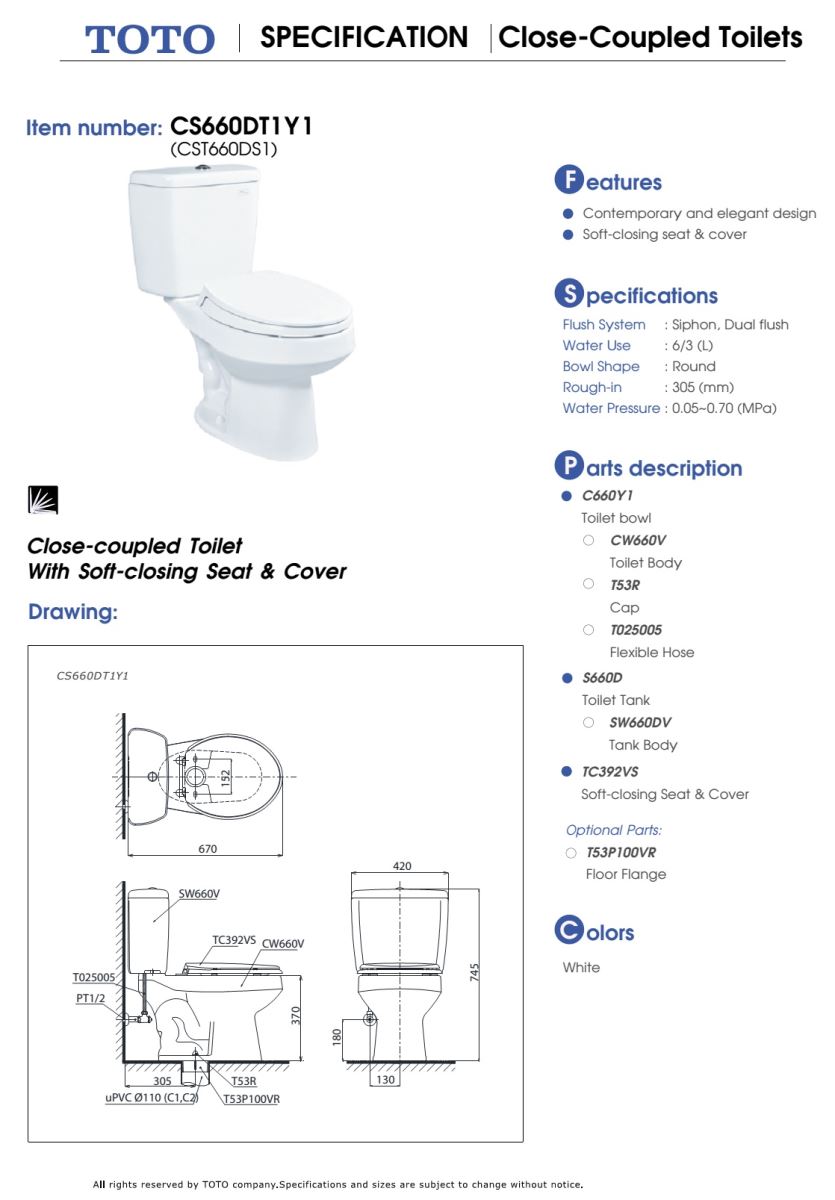 TOTO SPECIFICATION Close-Coupled Toilets
Item number: CS660DT1Y1
(CST660DS1)
Features
Contemporary and elegant design
Soft-closing seat & cover
Specifications
Flush System : Siphon, Dual flush
Water Use : 6/3 (L)
Bowl Shape : Round
Rough-in : 305 (mm)
Water Pressure : 0.05~0.70 (MPa)
Parts description
C660Y1
Toilet bowl
CW660V
Toilet Body
T53R
Cap
T025005
Flexible Hose
S660D
Toilet Tank
SW660DV
Tank Body
TC392VS
Soft-closing Seat & Cover
Optional Parts:
T53P100VR
Floor Flange
Colors
White
Close-coupled Toilet
With Soft-closing Seat & Cover
Drawing:
CS660DT1Y1
152
670
420
SW660V
TC392VS CW660V
T025005
PT1/2
370
745
180
305
T53R
130
uPVC Ø110 (C1,C2)
T53P100VR
All rights reserved by TOTO company.Specifications and sizes are subject to change without notice.